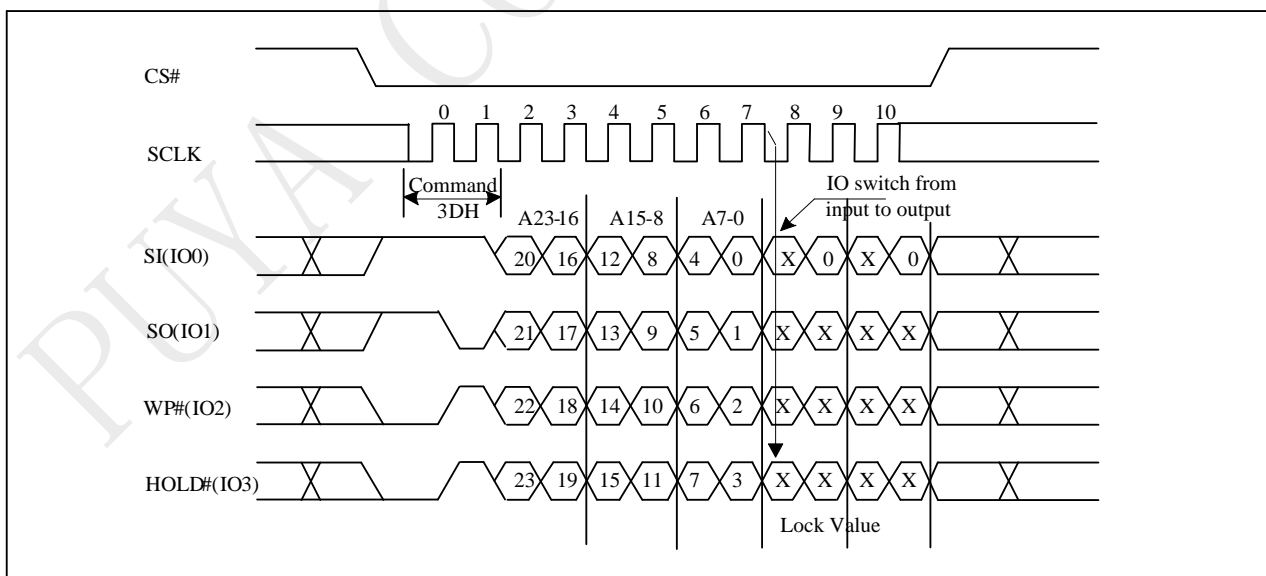 PUYA CO
CS#
0 1 2 3 4 5 6 7 8 9 10
SCLK
Command
3DH
IO switch from
input to output
A23-16 A15-8 A7-0
SI(IO0) 20 16 12 8 4 0 X 0 X 0
SO(IO1) 21 17 13 9 5 1 X X X X
WP#(IO2) 22 18 14 10 6 2 X X X X
HOLD#(IO3) 23 19 15 11 7 3 X X X X
Lock Value